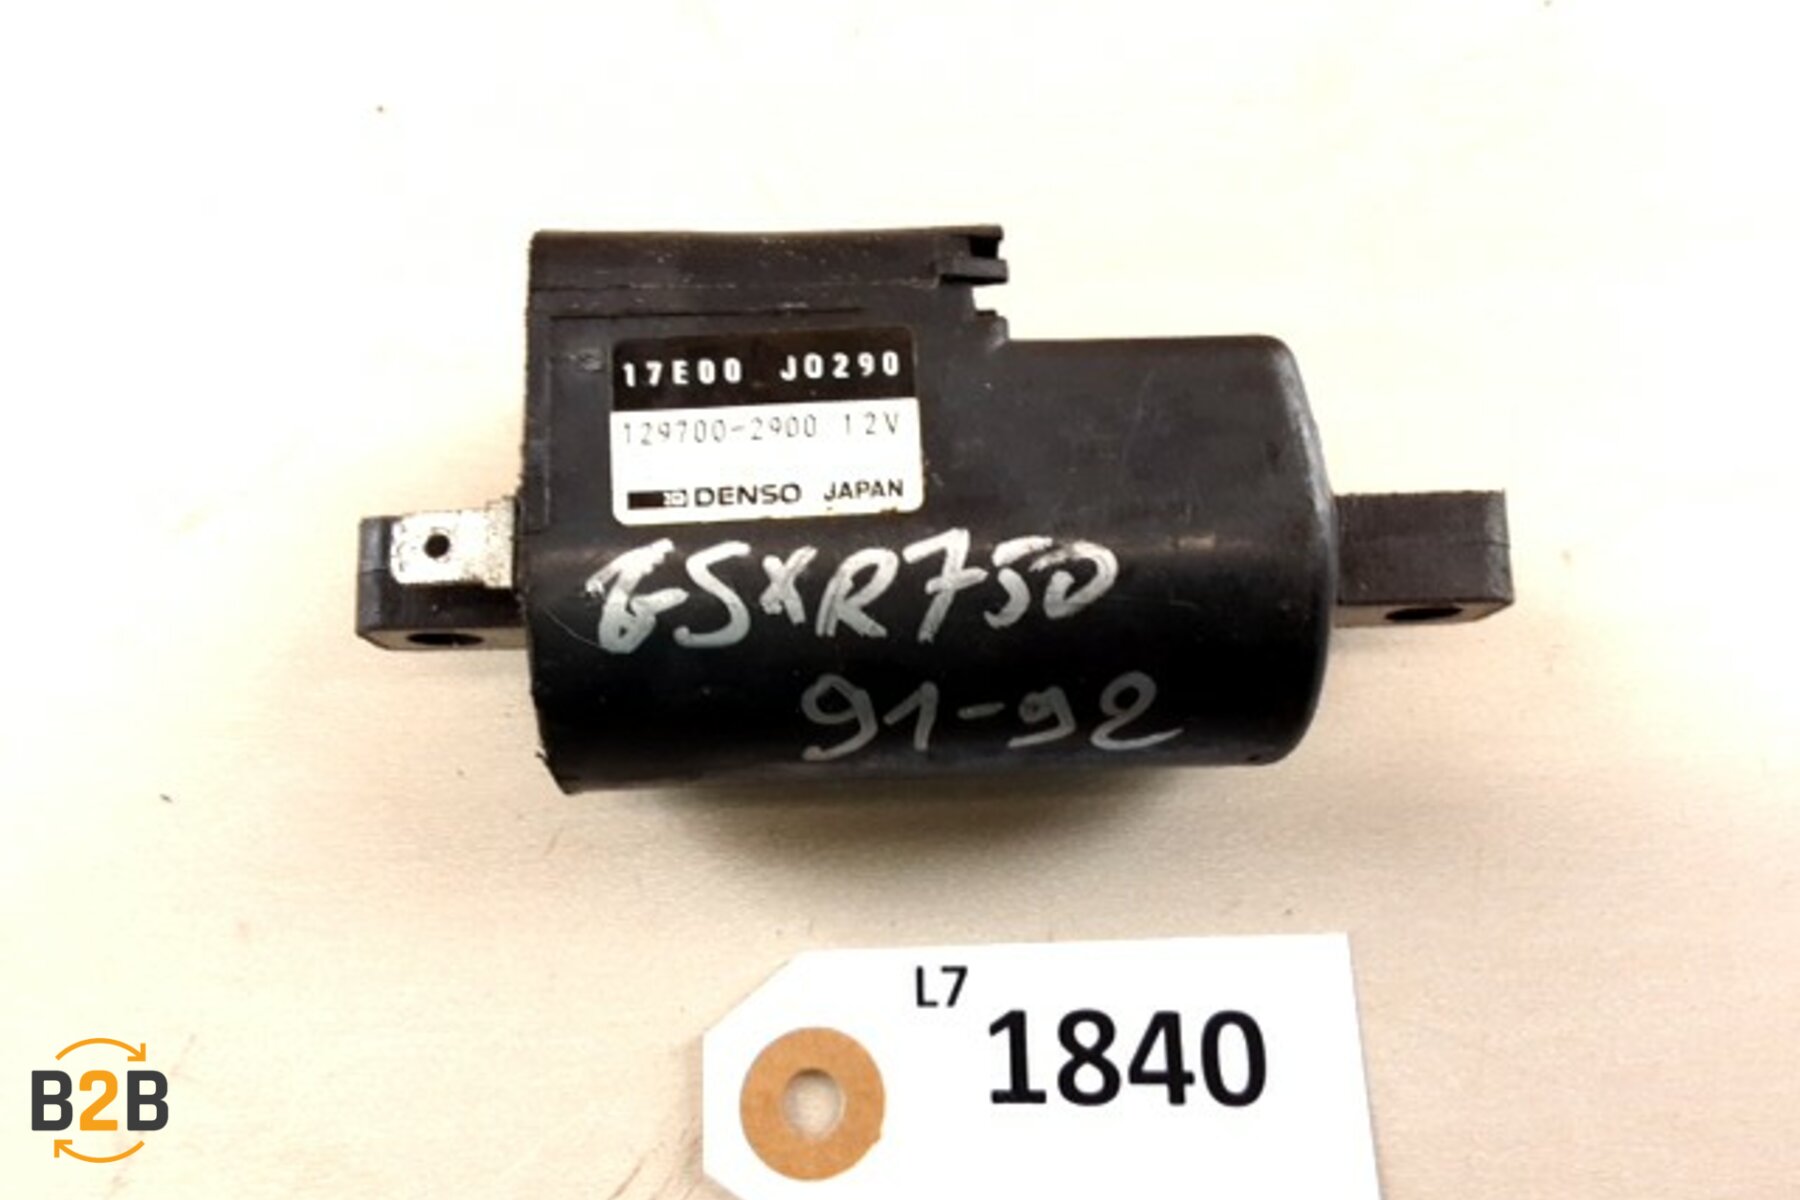 17E00 J0290
129700-2900 12V
DENSO JAPAN
GSXR750
91-92
L7
1840
B2B